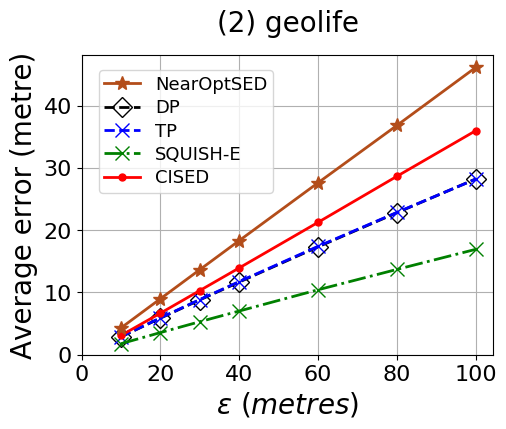 (2) geolife
Average error (metre)
40
30
20
10
0
NearOptSED
DP
TP
SQUISH-E
CISED
0 20 40 60 80 100
ε (metres)